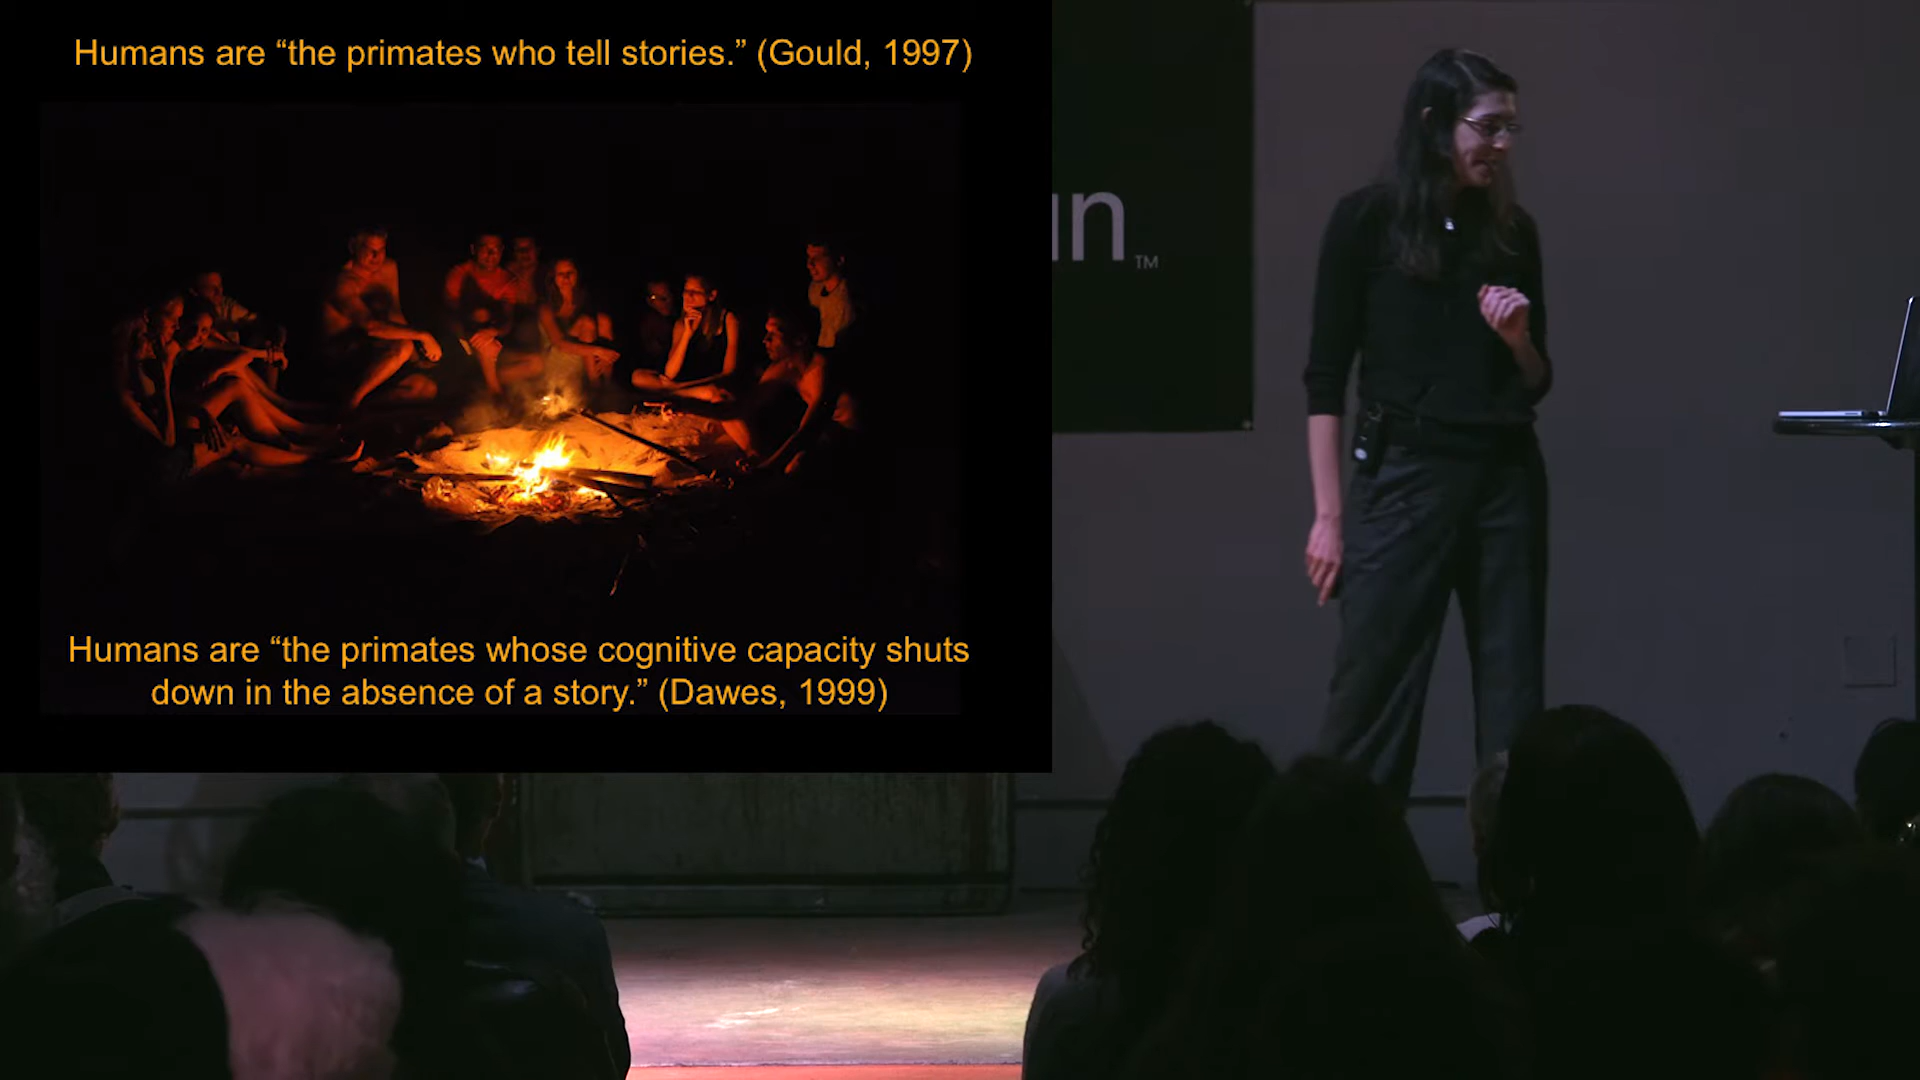 Humans are “the primates who tell stories.” (Gould, 1997)
Humans are “the primates whose cognitive capacity shuts
down in the absence of a story.” (Dawes, 1999)
TM